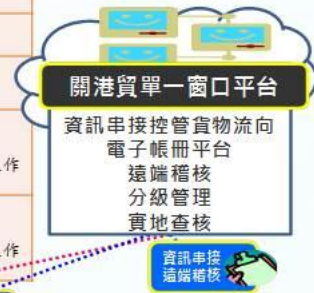 關港貿單一窗口平台
資訊串接控管貨物流向
電子帳冊平台
遠端稽核
分級管理
實地查核
作
作
資訊串接
遠端稽核